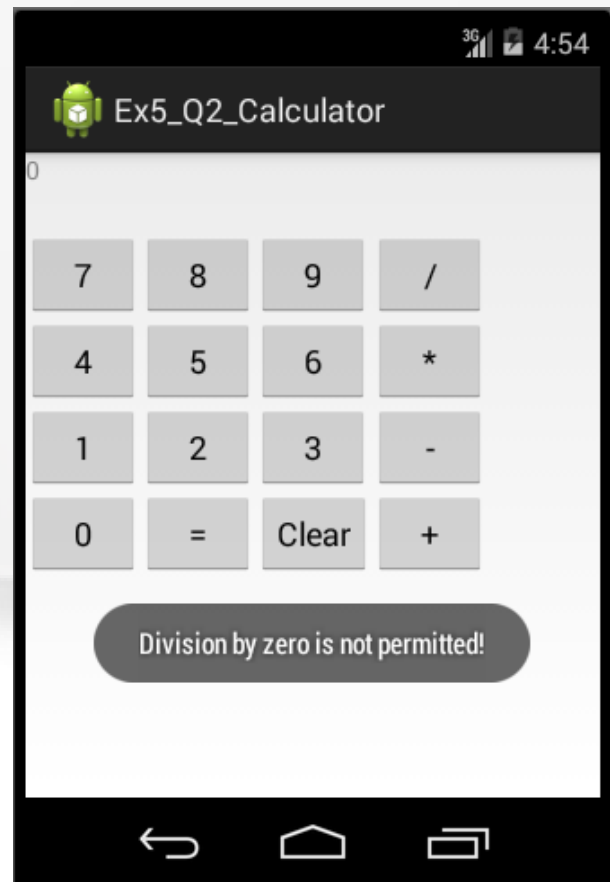 3G 4:54
Ex5_Q2_Calculator
0
7 8 9 /
4 5 6 *
1 2 3 -
0 = Clear +
Division by zero is not permitted!